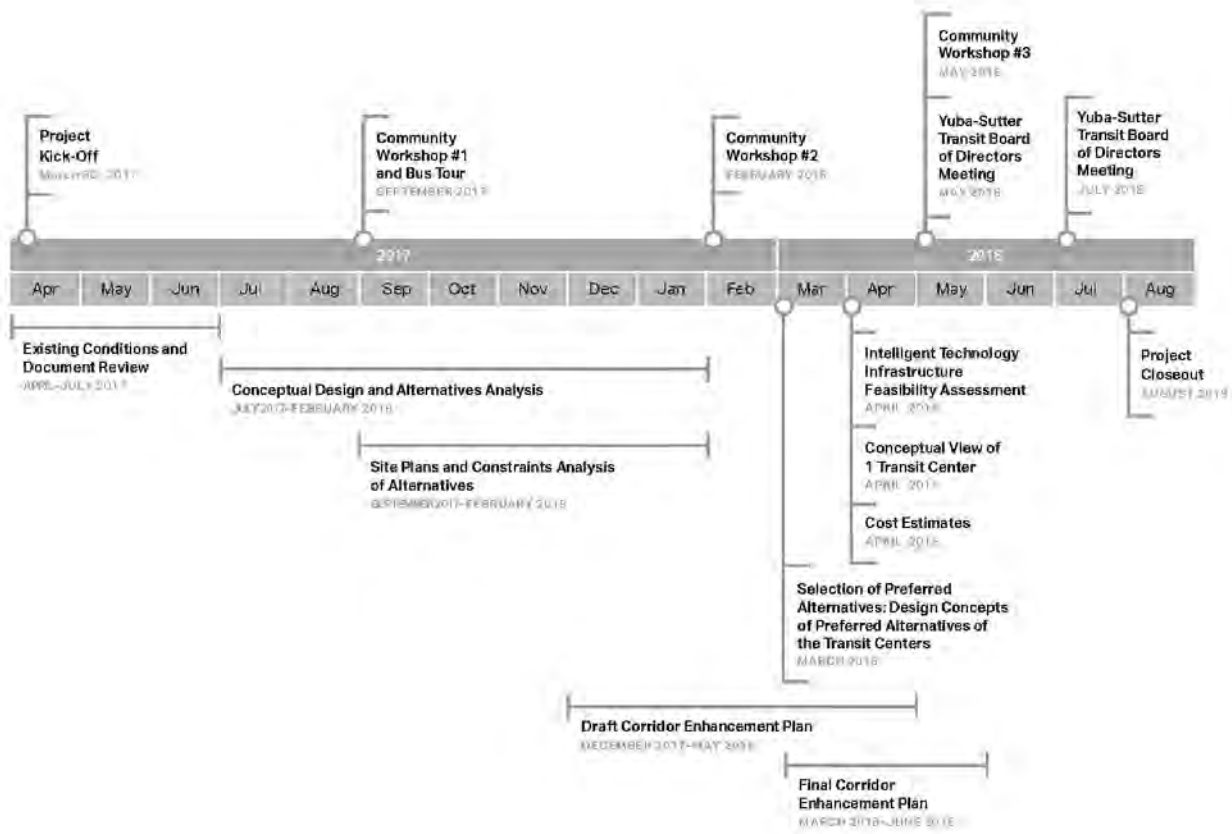 Project
Kick-Off
2017
Community
Workshop #1
and Bus Tour
SEPTEMBER 2017
Community
Workshop #2
FEBRUARY 2018
Community
Workshop #3
MAY 2018
Yuba-Sutter
Transit Board
of Directors
Meeting
MAY 2018
Yuba-Sutter
Transit Board
of Directors
Meeting
JULY 2018
2017
2018
Apr May Jun Jul Aug Sep Oct Nov Dec Jan Feb Mar Apr May Jun Jul Aug
Existing Conditions and
Document Review
APRIL-JULY 2017
Conceptual Design and Alternatives Analysis
JULY 2017-FEBRUARY 2018
Site Plans and Constraints Analysis
of Alternatives
SEPTEMBER 2017-FEBRUARY 2018
Intelligent Technology
Infrastructure
Feasibility Assessment
APRIL 2018
Conceptual View of
1 Transit Center
APRIL 2018
Cost Estimates
APRIL 2018
Project
Closeout
AUGUST
Selection of Preferred
Alternatives: Design Concepts
of Preferred Alternatives of
the Transit Centers
MARCH 2018
Draft Corridor Enhancement Plan
DECEMBER 2017-MAY 2018
Final Corridor
Enhancement Plan
MARCH 2018-JUNE 2018